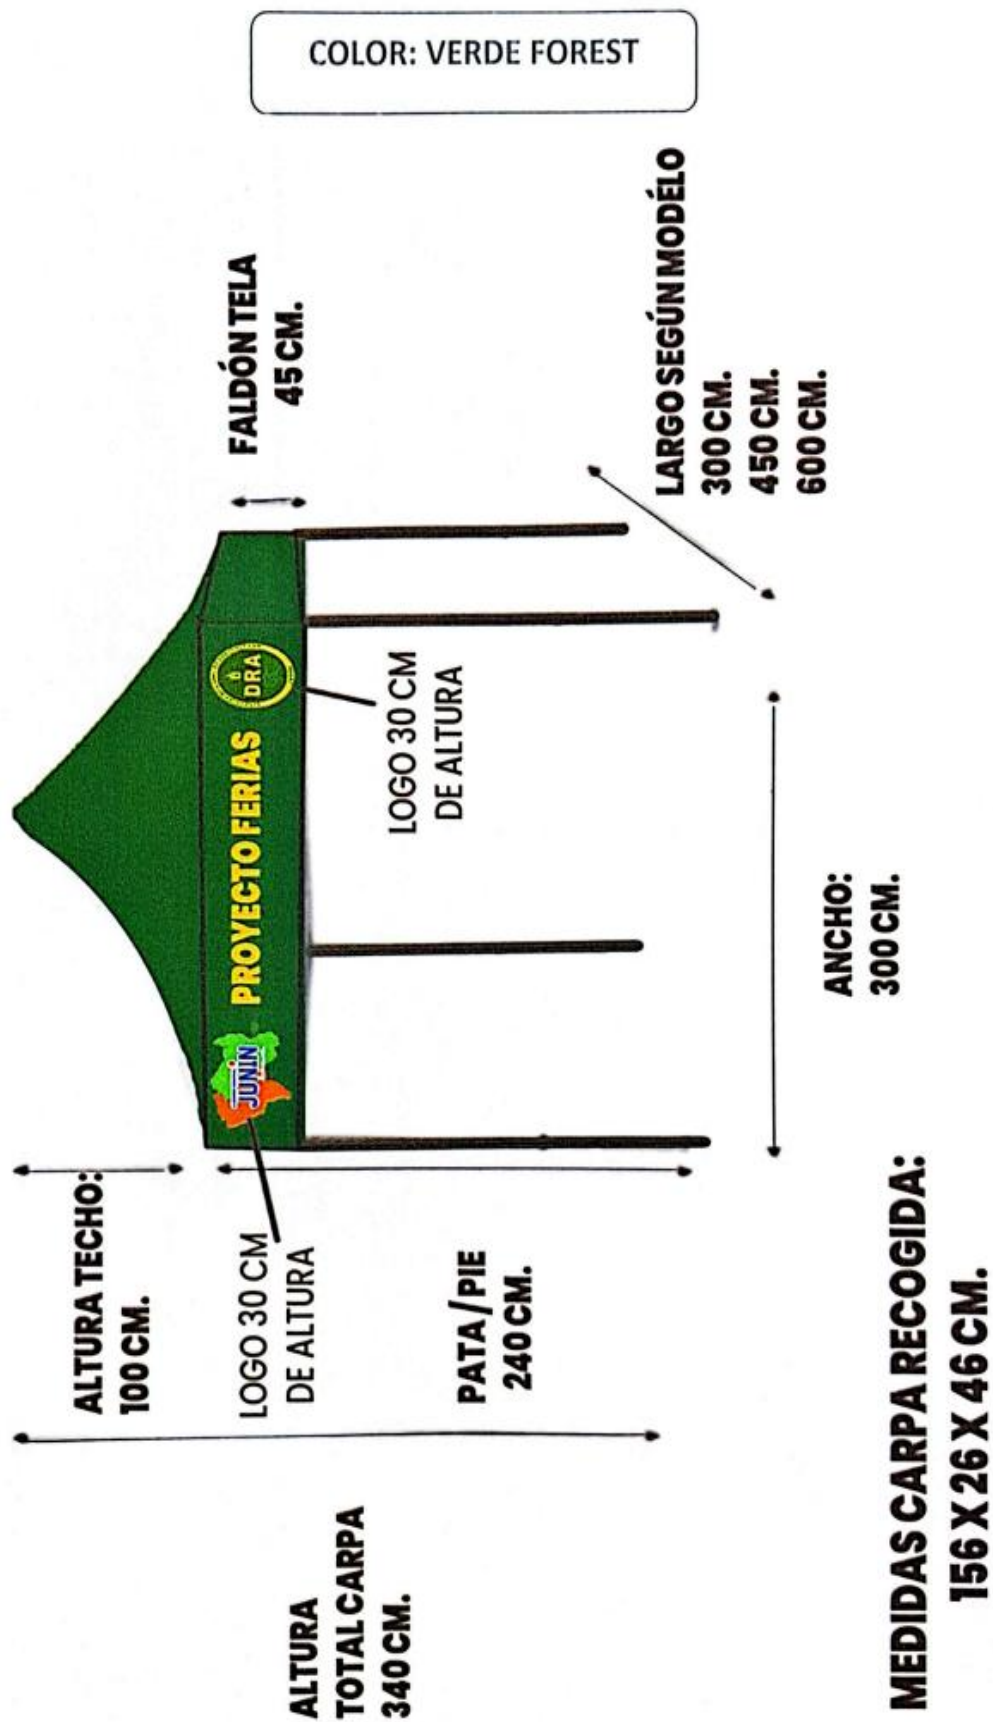 COLOR: VERDE FOREST
ALTURA TECHO:
100 CM.
LOGO 30 CM
DE ALTURA
ALTURA
TOTAL CARPA
340 CM.
PATA / PIE
240 CM.
JUNÍN
PROYECTO FERIAS
DRA
FALDÓN TELA
45 CM.
LOGO 30 CM
DE ALTURA
LARGO SEGÚN MODÉLO
300 CM.
450 CM.
600 CM.
ANCHO:
300 CM.
MEDIDAS CARPA RECOGIDA:
156 X 26 X 46 CM.